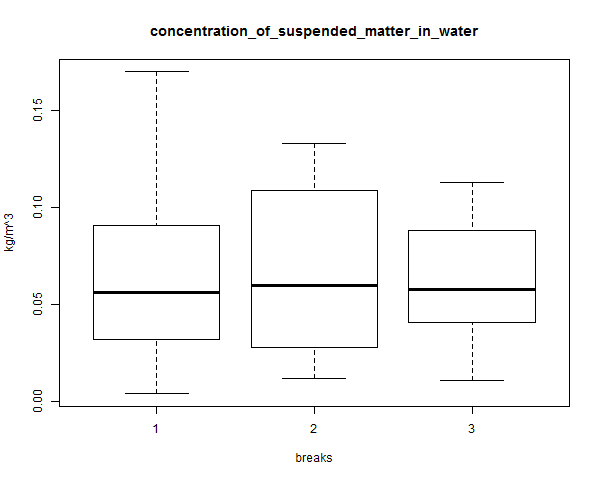 concentration_of_suspended_matter_in_water
kg/m^3
0.15
0.10
0.05
0.00
1 2 3
breaks